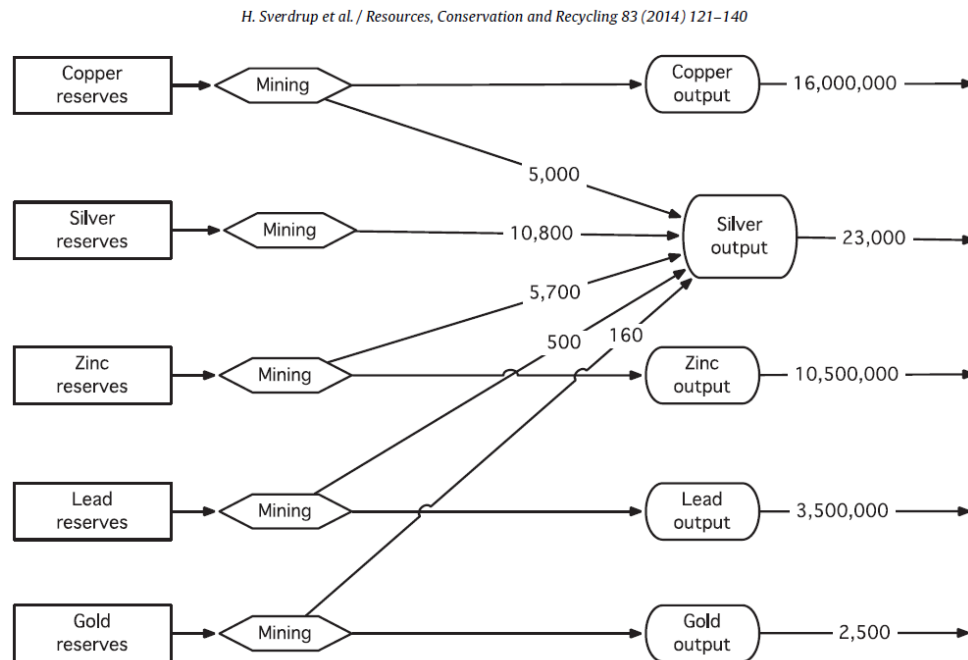 H. Sverdrup et al. / Resources, Conservation and Recycling 83 (2014) 121–140
Copper
reserves
Mining
Copper
output
16,000,000
5,000
Silver
reserves
Mining
10,800
Silver
output
23,000
5,700
500
160
Zinc
reserves
Mining
Zinc
output
10,500,000
Lead
reserves
Mining
Lead
output
3,500,000
Gold
reserves
Mining
Gold
output
2,500